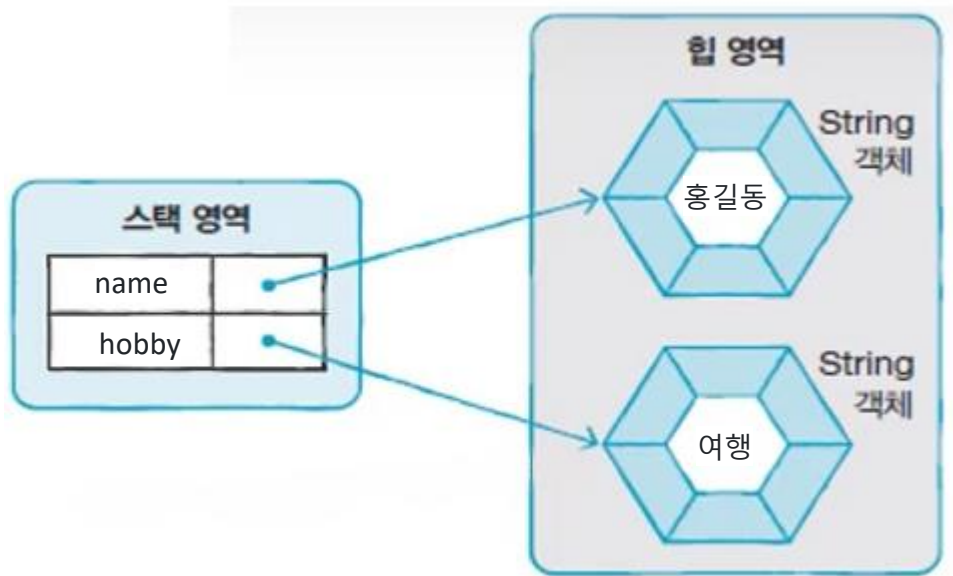 스택 영역
name
hobby
힙 영역
String
객체
홍길동
String
객체
여행